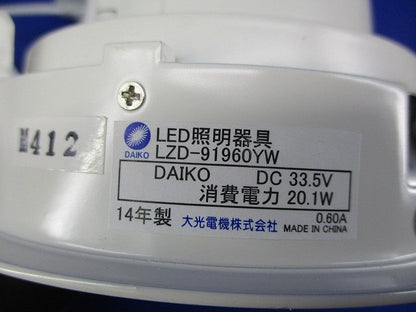 M412
DAIKO
LED照明器具
LZD-91960YW
DAIKO DC 33.5V
消費電力 20.1W
0.60A
14年製 大光電機株式会社 MADE IN CHINA